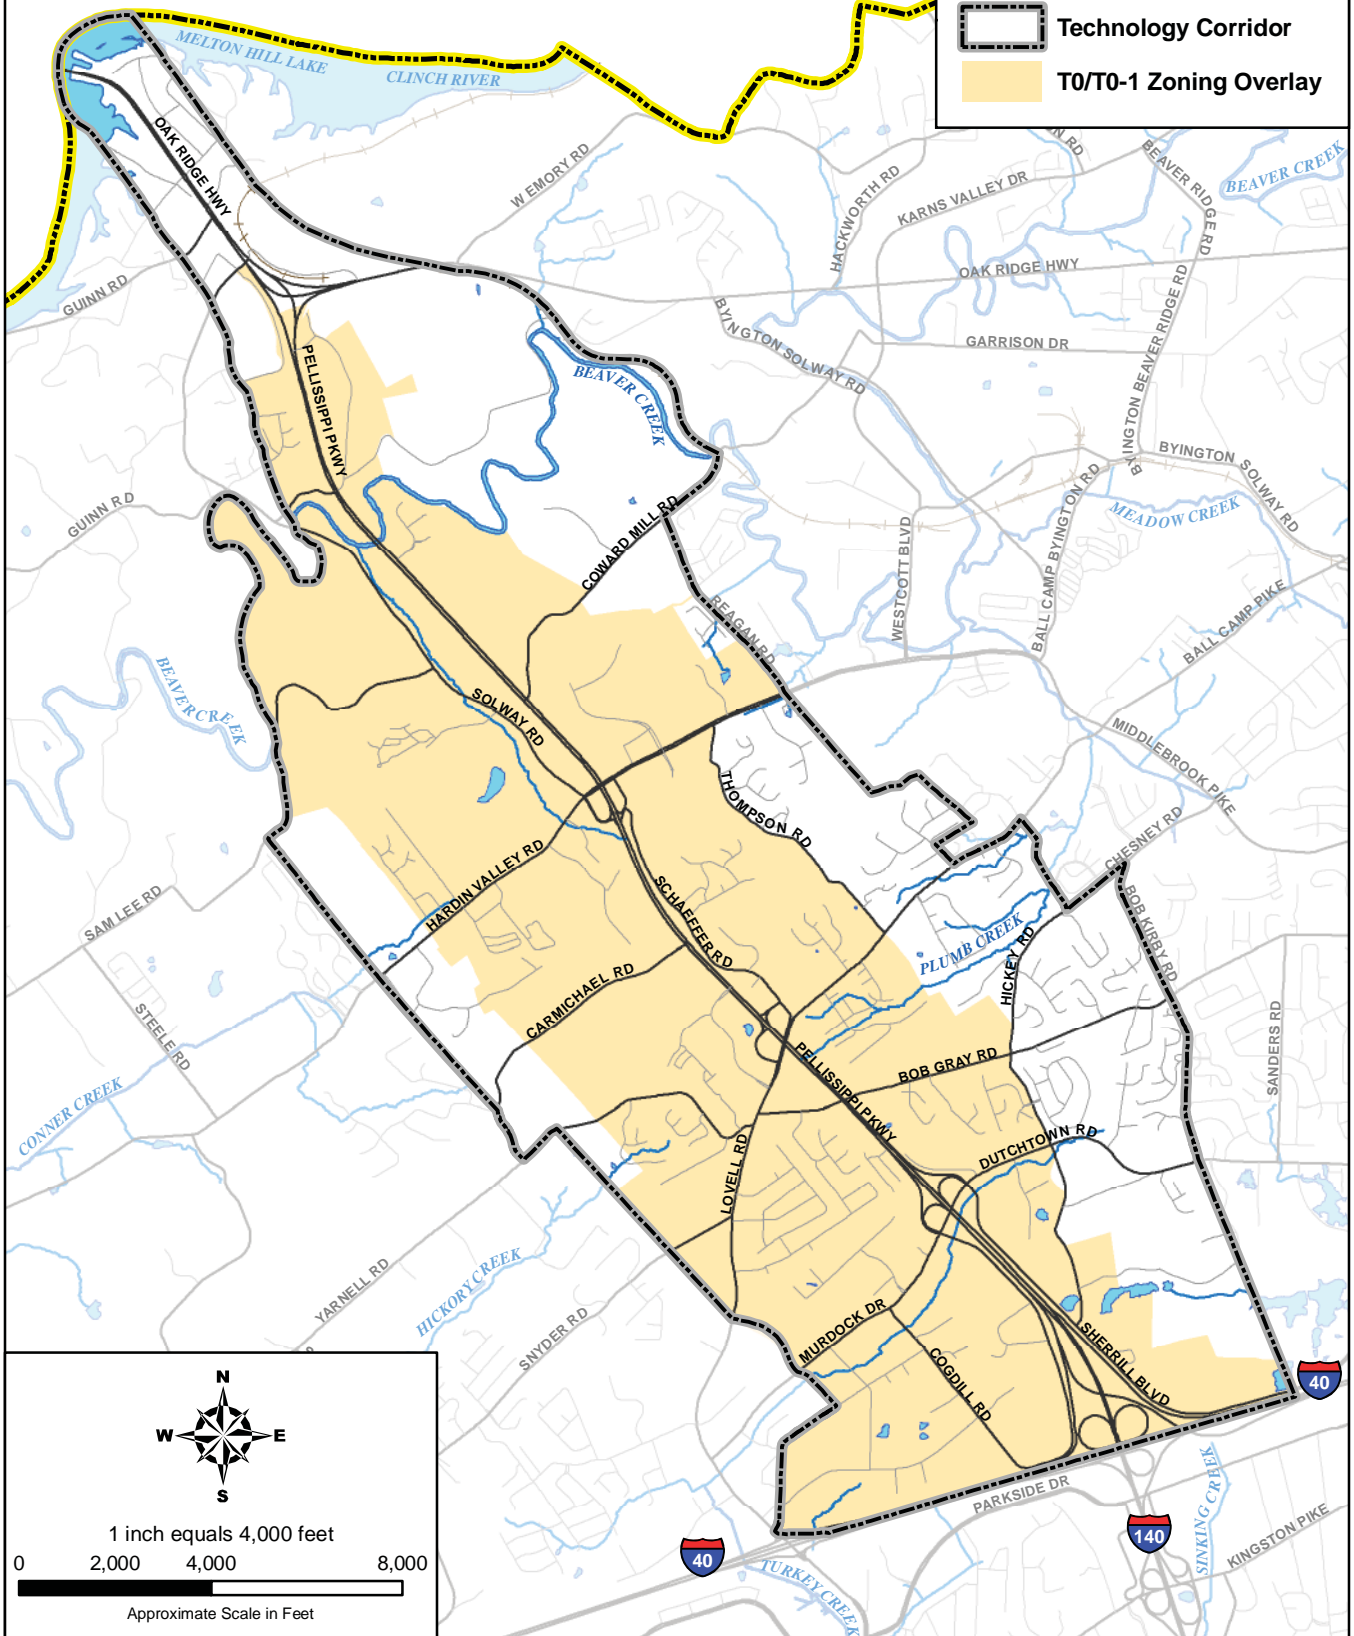 Technology Corridor
T0/T0-1 Zoning Overlay
MELTON HILL LAKE
CLINCH RIVER
OAK RIDGE HWY
W EMORY RD
HACKWORTH RD
KARNS VALLEY DR
N RD
BEAVER RIDGE RD
BEAVER CREEK
GUINN RD
OAK RIDGE HWY
BYINGTON SOLWAY RD
GARRISON DR
BYINGTON BEAVER RIDGE RD
PELLISSIPPI PKWY
BEAVER CREEK
BYINGTON SOLWAY RD
GUINN RD
COWARD MILL RD
MEADOW CREEK
WESTCOTT BLVD
BALL CAMP BYINGTON RD
REAGAN RD
BALL CAMP PIKE
BEAVER CREEK
SOLWAY RD
MIDDLEBROOK PIKE
THOMPSON RD
CHESNEY RD
HARDIN VALLEY RD
SCHAEFFER RD
SAM LEE RD
BOB KIRBY RD
PLUMB CREEK
HICKEY RD
CARMICHAEL RD
STEELE RD
SANDERS RD
PELLISSIPPI PKWY
BOB GRAY RD
CONNER CREEK
DUTCHTOWN RD
LOVELL RD
YARNELL RD
HICKORY CREEK
SNYDER RD
MURDOCK DR
COGDILL RD
SHERRILL BLVD
40
S
PARKSIDE DR
SINKING CREEK
KINGSTON PIKE
140
40
TURKEY CREEK
N
W E
S
1 inch equals 4,000 feet
0 2,000 4,000 8,000
Approximate Scale in Feet